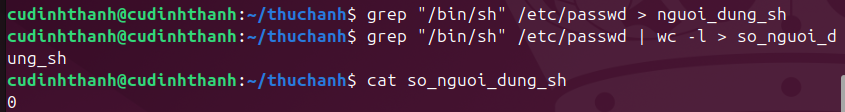 cudinhthanh@cudinhthanh:~/thuchanh$ grep "/bin/sh" /etc/passwd > nguoi_dung_sh
cudinhthanh@cudinhthanh:~/thuchanh$ grep "/bin/sh" /etc/passwd | wc -l > so_nguoi_d
ung_sh
cudinhthanh@cudinhthanh:~/thuchanh$ cat so_nguoi_dung_sh
0